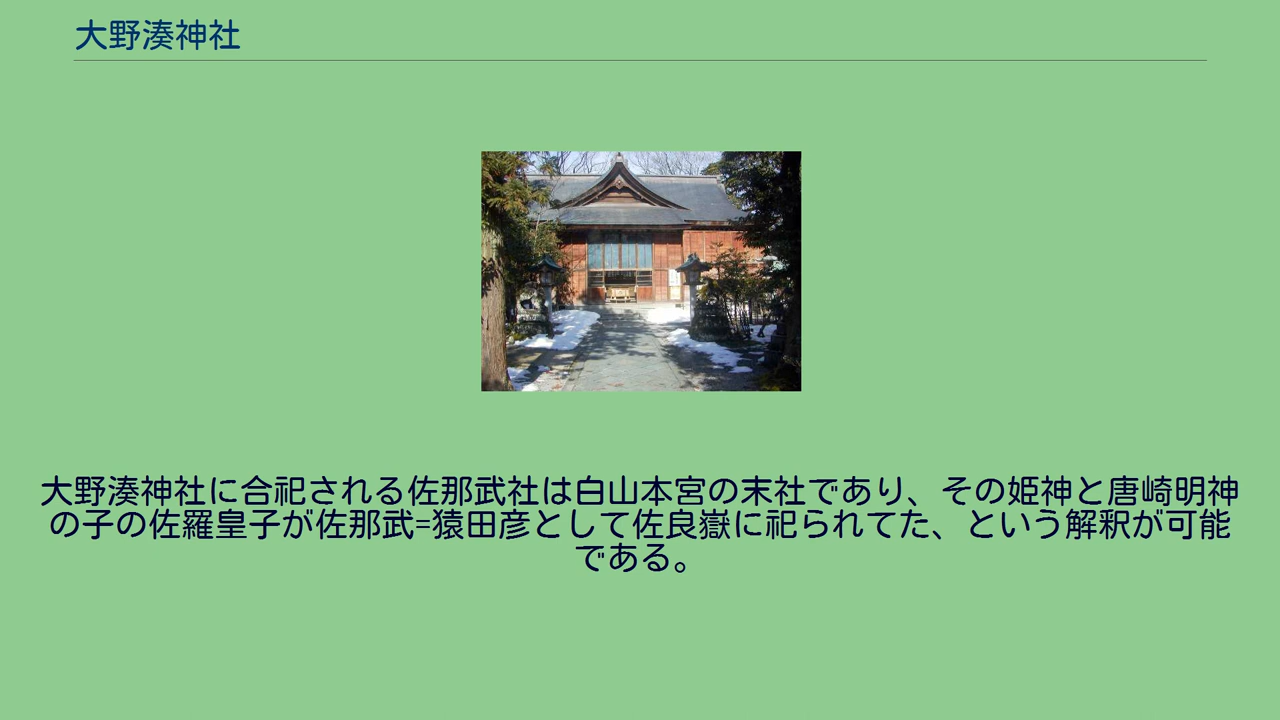 大野湊神社
大野湊神社に合祀される佐那武社は白山本宮の末社であり、その姫神と唐崎明神
の子の佐羅皇子が佐那武=猿田彦として佐良嶽に祀られてた、という解釈が可能
である。